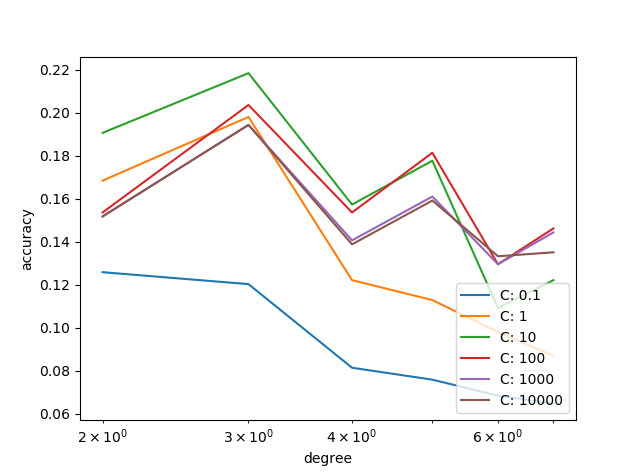 0.22
0.20
0.18
0.16
0.14
0.12
0.10
0.08
0.06
accuracy
C: 0.1
C: 1
C: 10
C: 100
C: 1000
C: 10000
2 × 10⁰ 3 × 10⁰ 4 × 10⁰ 6 × 10⁰
degree